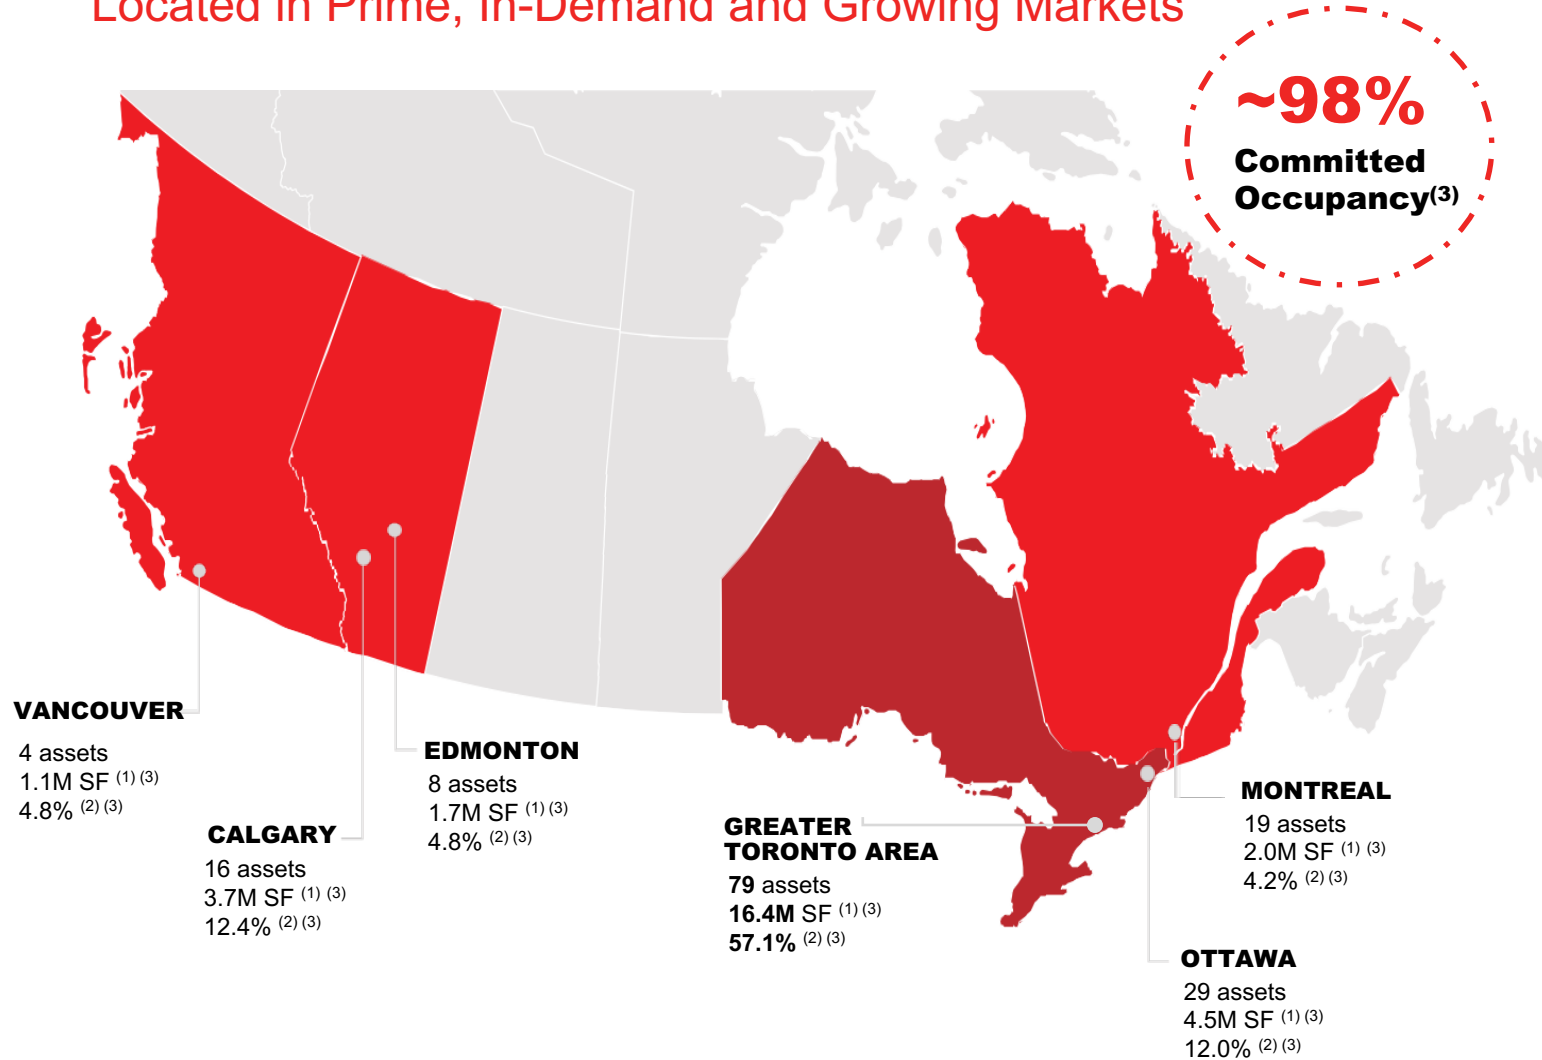 Located in Prime, In-Demand and Growing Markets
~98%
Committed
Occupancy(3)
VANCOUVER
4 assets
1.1M SF (1) (3)
4.8% (2) (3)
CALGARY
16 assets
3.7M SF (1) (3)
12.4% (2) (3)
EDMONTON
8 assets
1.7M SF (1) (3)
4.8% (2) (3)
GREATER
TORONTO AREA
79 assets
16.4M SF (1) (3)
57.1% (2) (3)
MONTREAL
19 assets
2.0M SF (1) (3)
4.2% (2) (3)
OTTAWA
29 assets
4.5M SF (1) (3)
12.0% (2) (3)